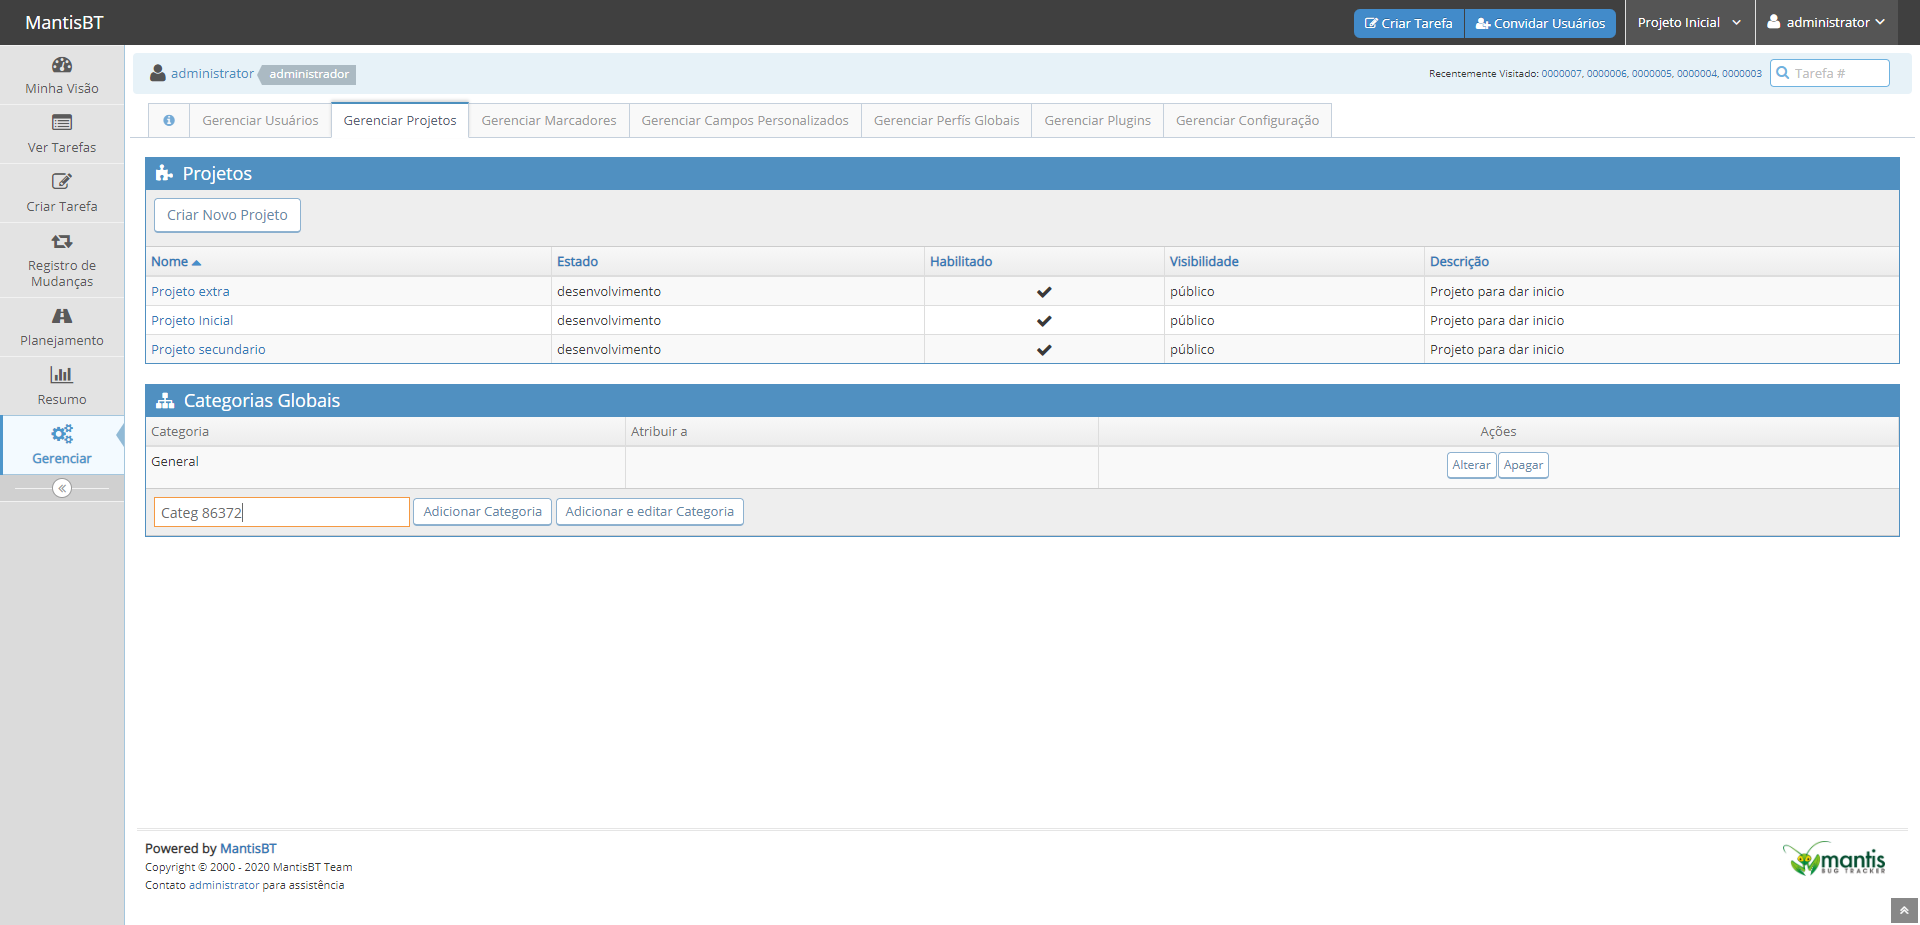 MantisBT
Criar Tarefa
Convidar Usuários
Projeto Inicial
administrator
Minha Visão
Ver Tarefas
Criar Tarefa
Registro de
Mudanças
Planejamento
Resumo
Gerenciar
administrator
administrador
Recentemente Visitado: 0000007, 0000006, 0000005, 0000004, 0000003
Tarefa #
Gerenciar Usuários
Gerenciar Projetos
Gerenciar Marcadores
Gerenciar Campos Personalizados
Gerenciar Perfís Globais
Gerenciar Plugins
Gerenciar Configuração
Projetos
Criar Novo Projeto
Nome Estado Habilitado Visibilidade Descrição
Projeto extra desenvolvimento público Projeto para dar inicio
Projeto Inicial desenvolvimento público Projeto para dar inicio
Projeto secundario desenvolvimento público Projeto para dar inicio
Categorias Globais
Categoria Atribuir a Ações
General Alterar Apagar
Categ 86372 Adicionar Categoria Adicionar e editar Categoria
Powered by MantisBT
Copyright © 2000 - 2020 MantisBT Team
Contato administrator para assistência
mantis
BUG TRACKER